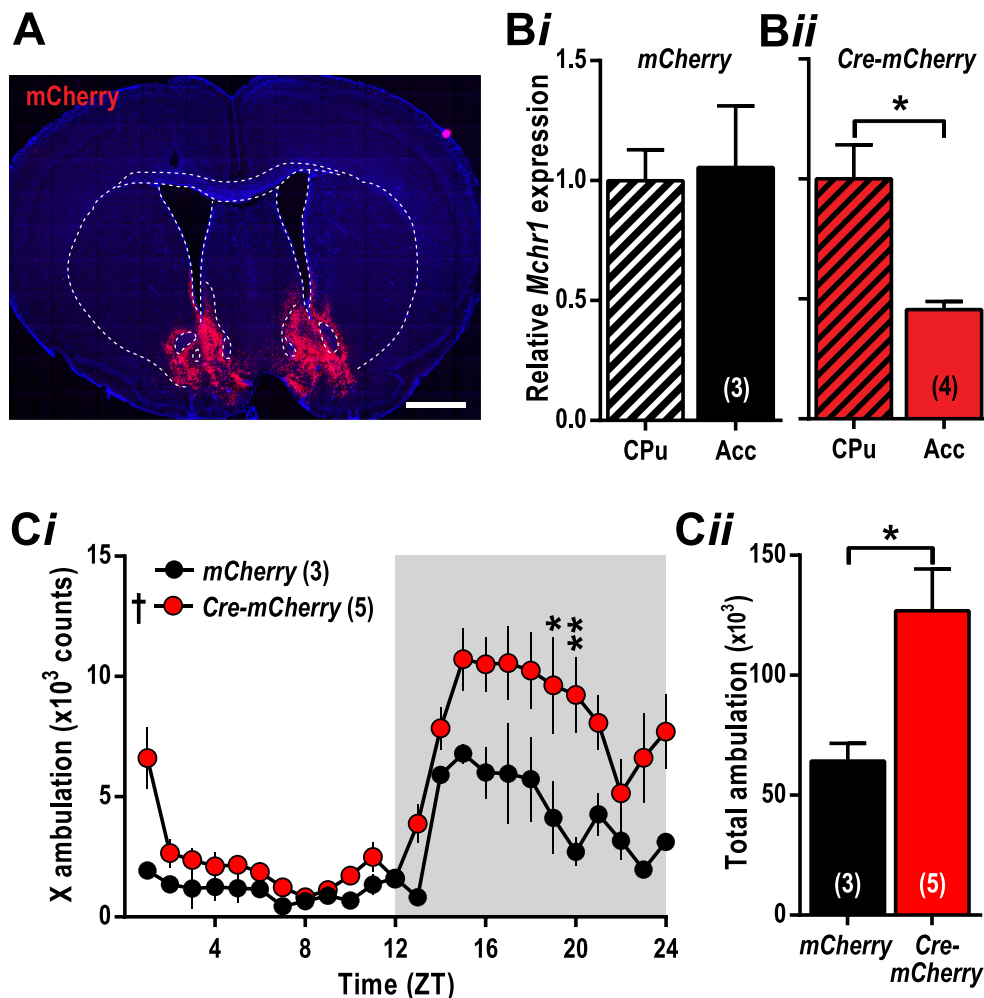 A
mCherry
Bi
mCherry
Relative Mchr1 expression
1.5
1.0
0.5
0.0
(3)
CPu
Acc
Bii
Cre-mCherry
*
(4)
CPu
Acc
Ci
X ambulation (x10³ counts)
15
10
5
0
mCherry (3)
† Cre-mCherry (5)
*
**
4
8
12
16
20
24
Time (ZT)
Cii
Total ambulation (x10³)
150
100
50
0
*
(3)
(5)
mCherry
Cre-
mCherry